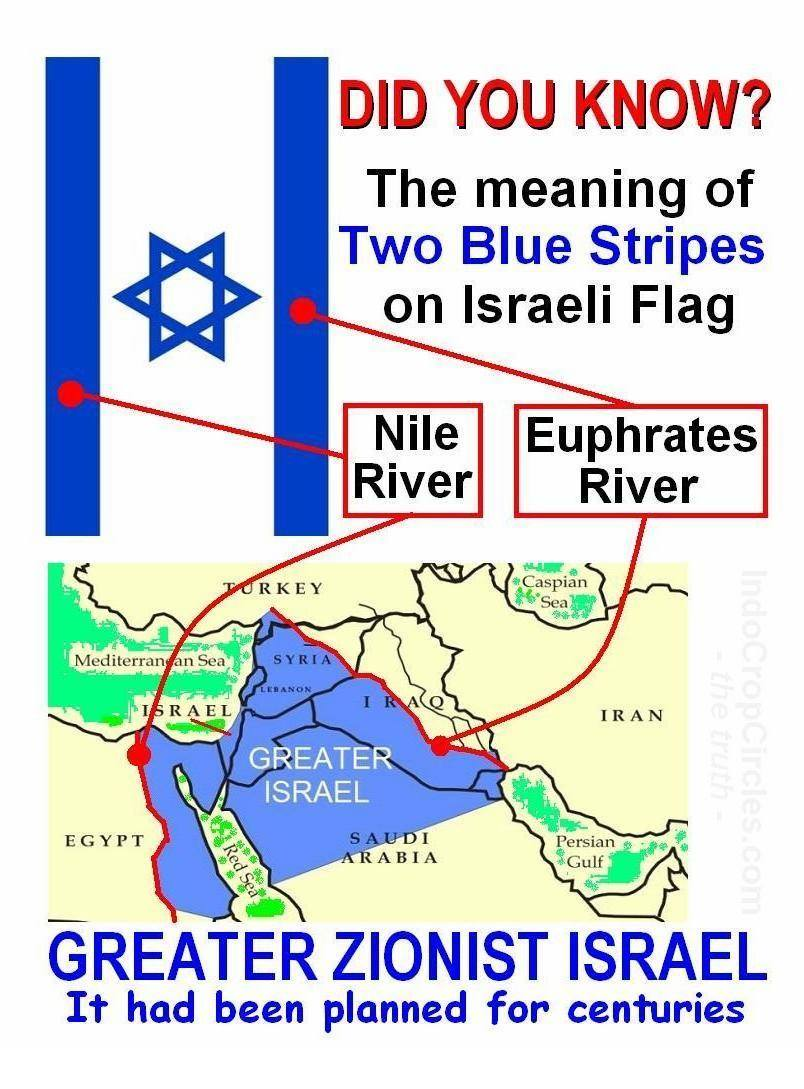 DID YOU KNOW?
The meaning of
Two Blue Stripes
on Israeli Flag
Nile
River
Euphrates
River
TURKEY
Caspian
Sea
Mediterranean Sea
SYRIA
LEBANON
ISRAEL
IRAQ
IRAN
GREATER
ISRAEL
EGYPT
SAUDI
ARABIA
Red Sea
Persian
Gulf
IndoCropCircles.com
- the truth -
GREATER ZIONIST ISRAEL
It had been planned for centuries